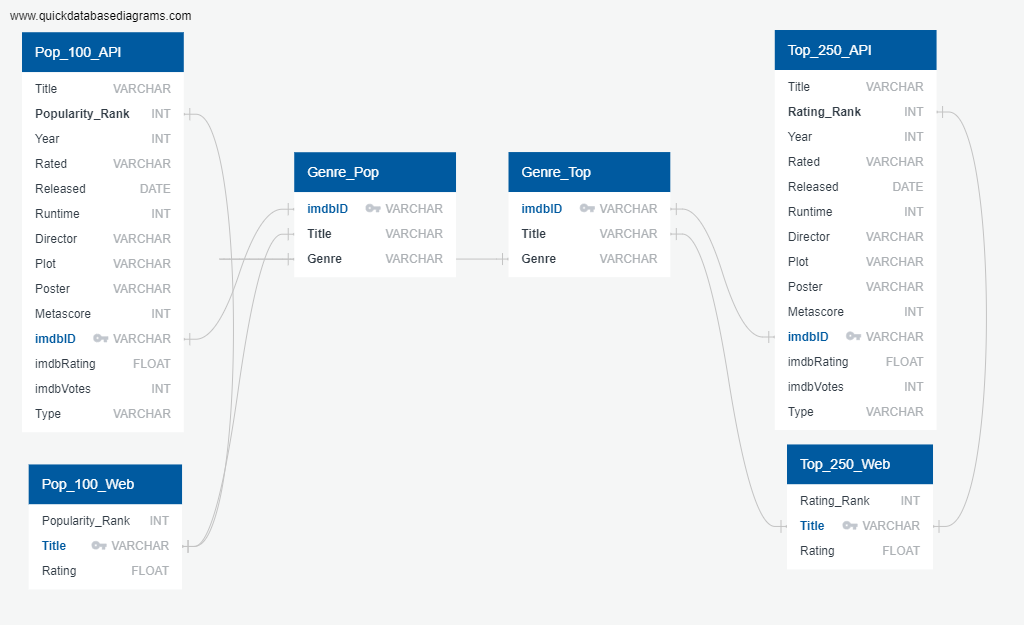 www.quickdatabasediagrams.com
Pop_100_API
Title VARCHAR
Popularity_Rank INT
Year INT
Rated VARCHAR
Released DATE
Runtime INT
Director VARCHAR
Plot VARCHAR
Poster VARCHAR
Metascore INT
imdbID VARCHAR
imdbRating FLOAT
imdbVotes INT
Type VARCHAR
Pop_100_Web
Popularity_Rank INT
Title VARCHAR
Rating FLOAT
Genre_Pop
imdbID VARCHAR
Title VARCHAR
Genre VARCHAR
Genre_Top
imdbID VARCHAR
Title VARCHAR
Genre VARCHAR
Top_250_API
Title VARCHAR
Rating_Rank INT
Year INT
Rated VARCHAR
Released DATE
Runtime INT
Director VARCHAR
Plot VARCHAR
Poster VARCHAR
Metascore INT
imdbID VARCHAR
imdbRating FLOAT
imdbVotes INT
Type VARCHAR
Top_250_Web
Rating_Rank INT
Title VARCHAR
Rating FLOAT